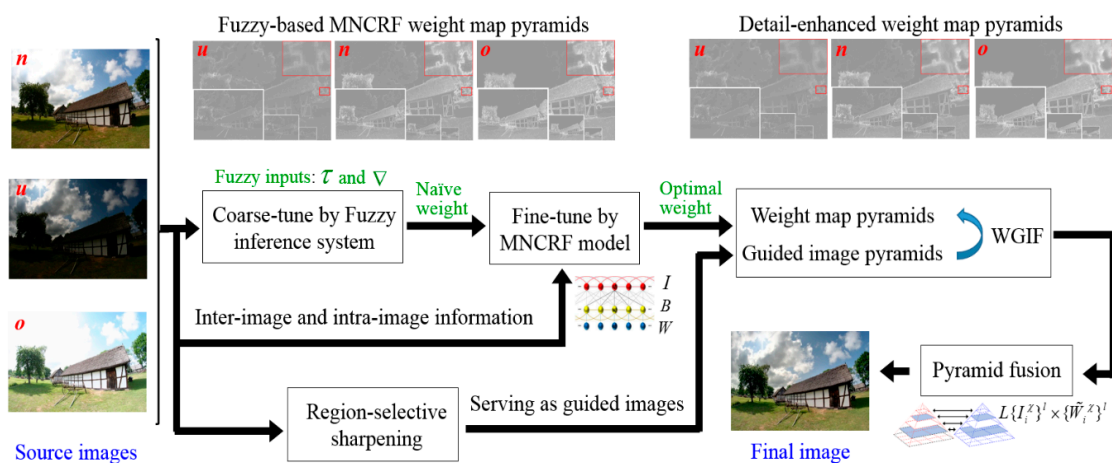 Fuzzy-based MNCRF weight map pyramids
Detail-enhanced weight map pyramids
n
u
n
o
u
n
o
u
o
Source images
Fuzzy inputs: τ and ∇
Coarse-tune by Fuzzy
inference system
Naïve
weight
Fine-tune by
MNCRF model
Optimal
weight
Weight map pyramids
Guided image pyramids
WGIF
I
B
W
Inter-image and intra-image information
Region-selective
sharpening
Serving as guided images
Final image
Pyramid fusion
L{I_i^χ}^l × {W̃_i^χ}^l